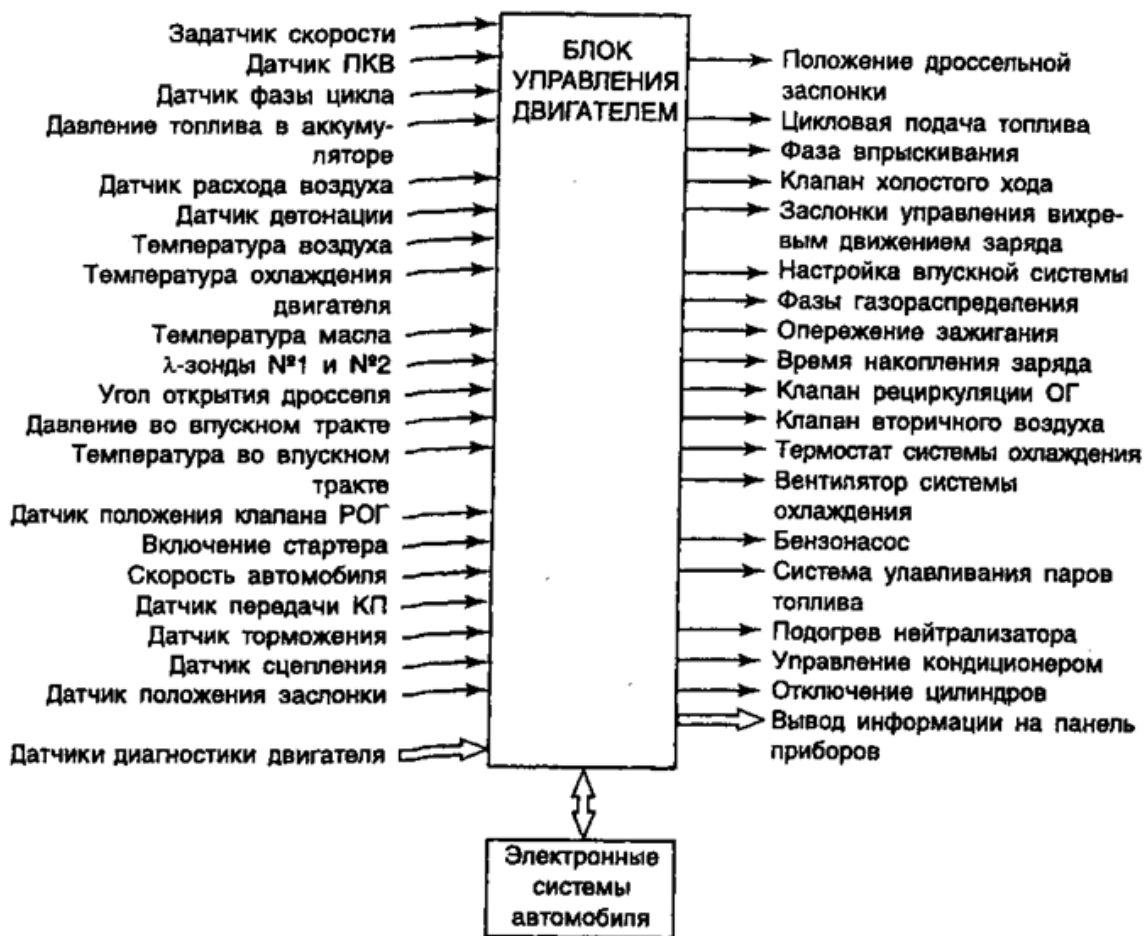 Задатчик скорости
Датчик ПКВ
Датчик фазы цикла
Давление топлива в аккуму-
ляторе
Датчик расхода воздуха
Датчик детонации
Температура воздуха
Температура охлаждения
двигателя
Температура масла
λ-зонды №1 и №2
Угол открытия дросселя
Давление во впускном тракте
Температура во впускном
тракте
Датчик положения клапана РОГ
Включение стартера
Скорость автомобиля
Датчик передачи КП
Датчик торможения
Датчик сцепления
Датчик положения заслонки
Датчики диагностики двигателя
БЛОК
УПРАВЛЕНИЯ
ДВИГАТЕЛЕМ
Положение дроссельной
заслонки
Цикловая подача топлива
Фаза впрыскивания
Клапан холостого хода
Заслонки управления вихре-
вым движением заряда
Настройка впускной системы
Фазы газораспределения
Опережение зажигания
Время накопления заряда
Клапан рециркуляции ОГ
Клапан вторичного воздуха
Термостат системы охлаждения
Вентилятор системы
охлаждения
Бензонасос
Система улавливания паров
топлива
Подогрев нейтрализатора
Управление кондиционером
Отключение цилиндров
Вывод информации на панель
приборов
Электронные
системы
автомобиля